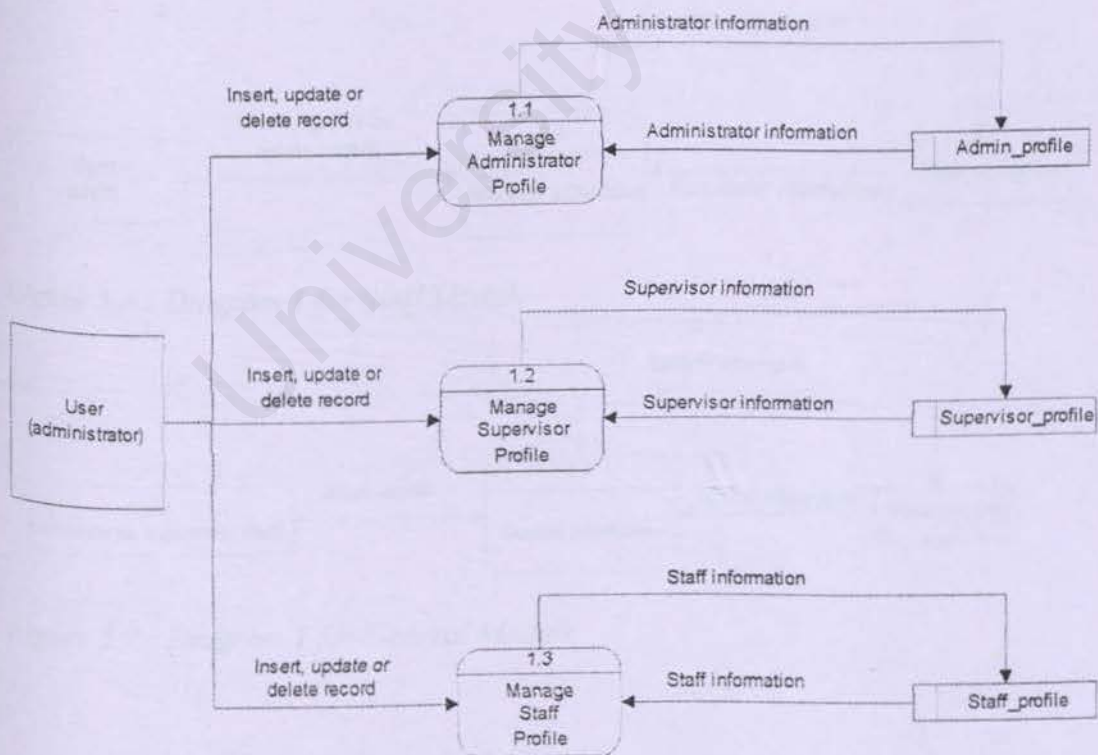 Administrator information
Insert, update or
delete record
1.1
Manage
Administrator
Profile
Administrator information
Admin_profile
University
Supervisor information
User
(administrator)
Insert, update or
delete record
1.2
Manage
Supervisor
Profile
Supervisor information
Supervisor_profile
Staff information
Insert, update or
delete record
1.3
Manage
Staff
Profile
Staff information
Staff_profile